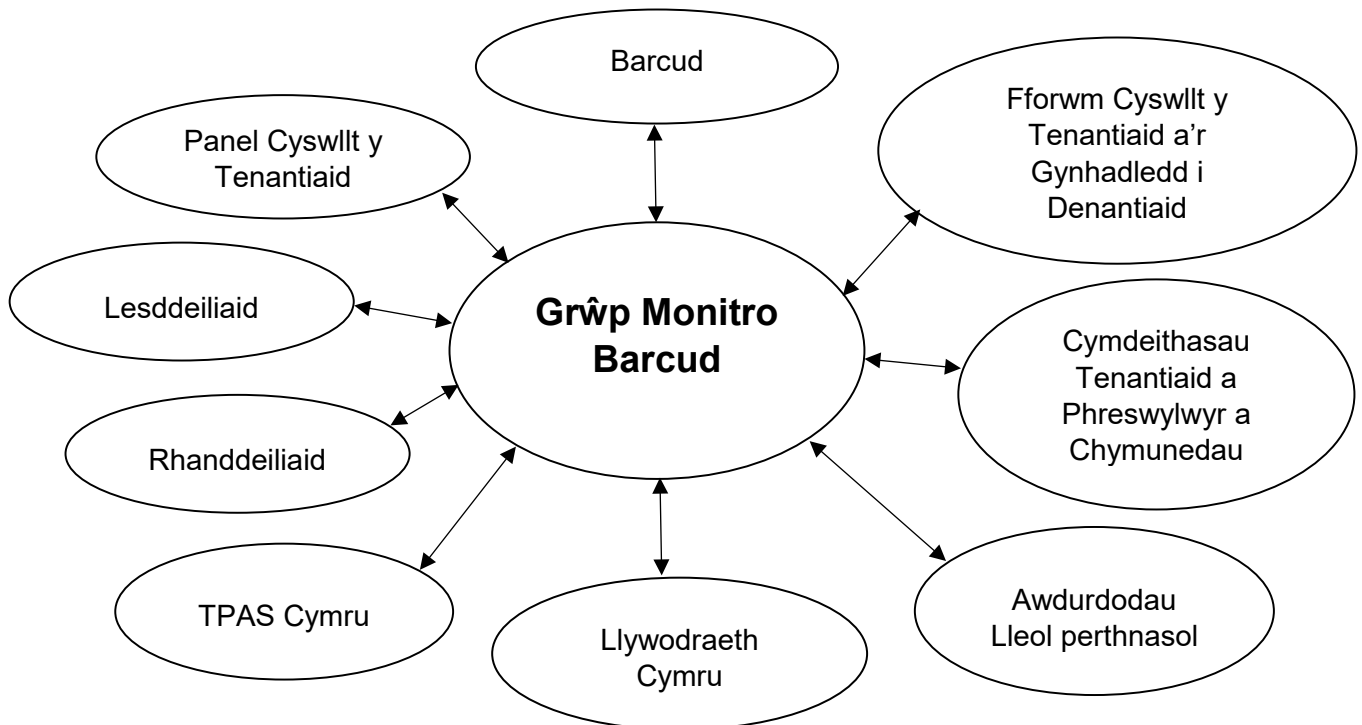 Barcud
Fforwm Cyswllt y
Tenantiaid a’r
Gynhadledd i
Denantiaid
Panel Cyswllt y
Tenantiaid
Lesddeiliaid
Grŵp Monitro
Barcud
Cymdeithasau
Tenantiaid a
Phreswylwyr a
Chymunedau
Rhanddeiliaid
TPAS Cymru
Llywodraeth
Cymru
Awdurdodau
Lleol perthnasol